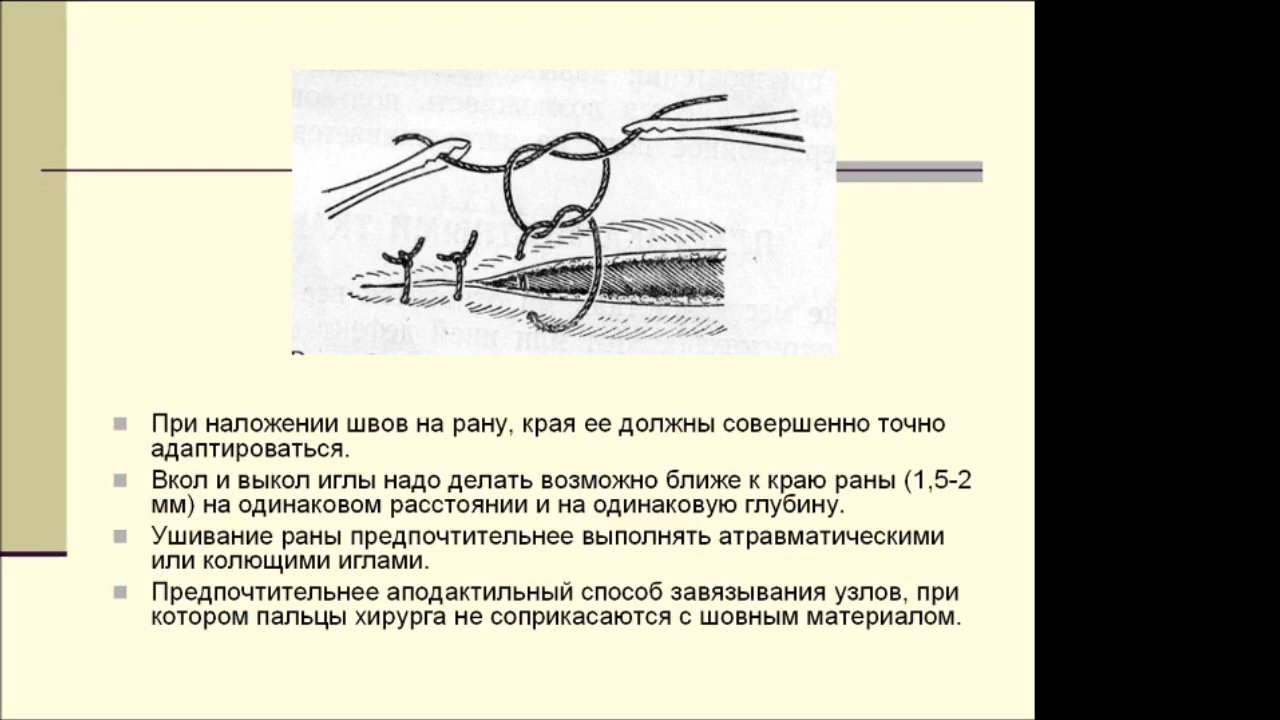 При наложении швов на рану, края ее должны совершенно точно
адаптироваться.
Вкол и выкол иглы надо делать возможно ближе к краю раны (1,5-2
мм) на одинаковом расстоянии и на одинаковую глубину.
Ушивание раны предпочтительнее выполнять атравматическими
или колющими иглами.
Предпочтительнее аподактильный способ завязывания узлов, при
котором пальцы хирурга не соприкасаются с шовным материалом.